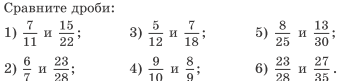 Сравните дроби:
1) 7/11 и 15/22; 3) 5/12 и 7/18; 5) 8/25 и 13/30;
2) 6/7 и 23/28; 4) 9/10 и 8/9; 6) 23/28 и 27/35.